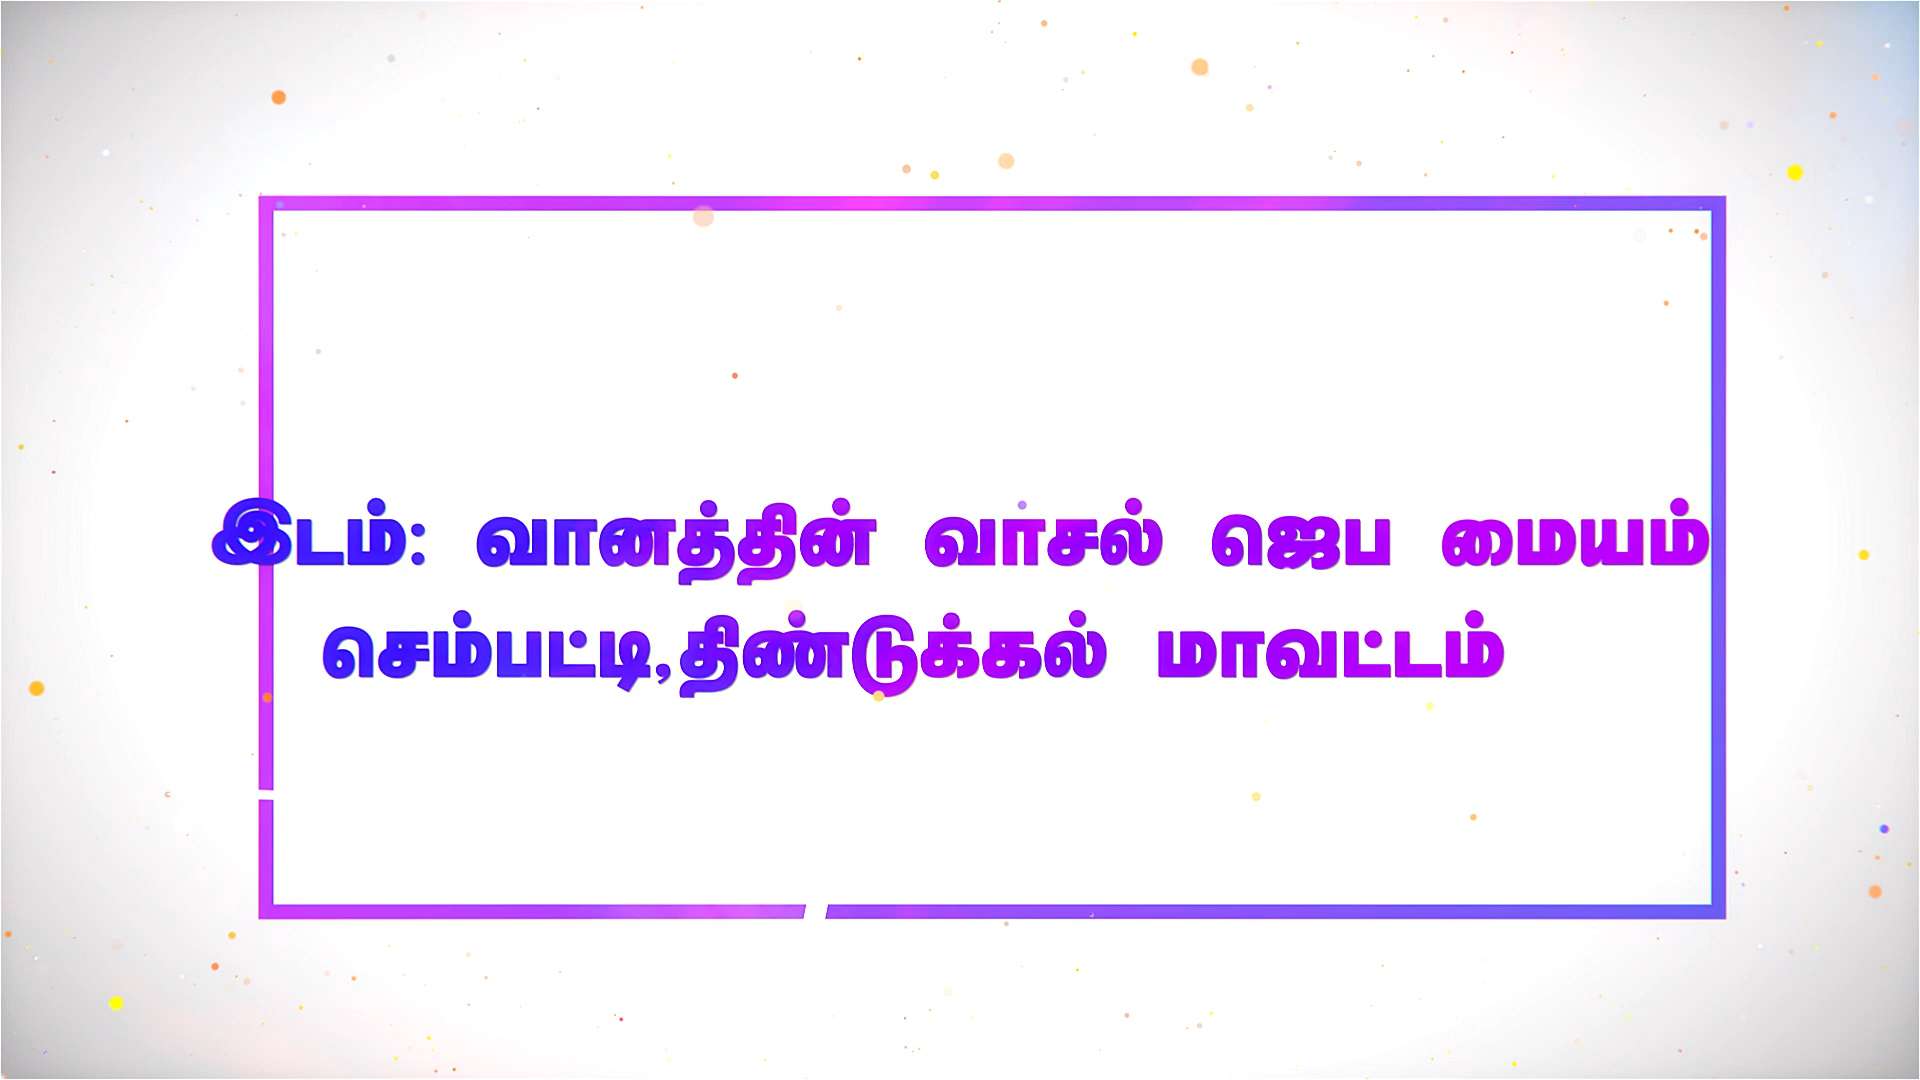 இடம்: வானத்தின் வாசல் ஜெப மையம்
செம்பட்டி,திண்டுக்கல் மாவட்டம்